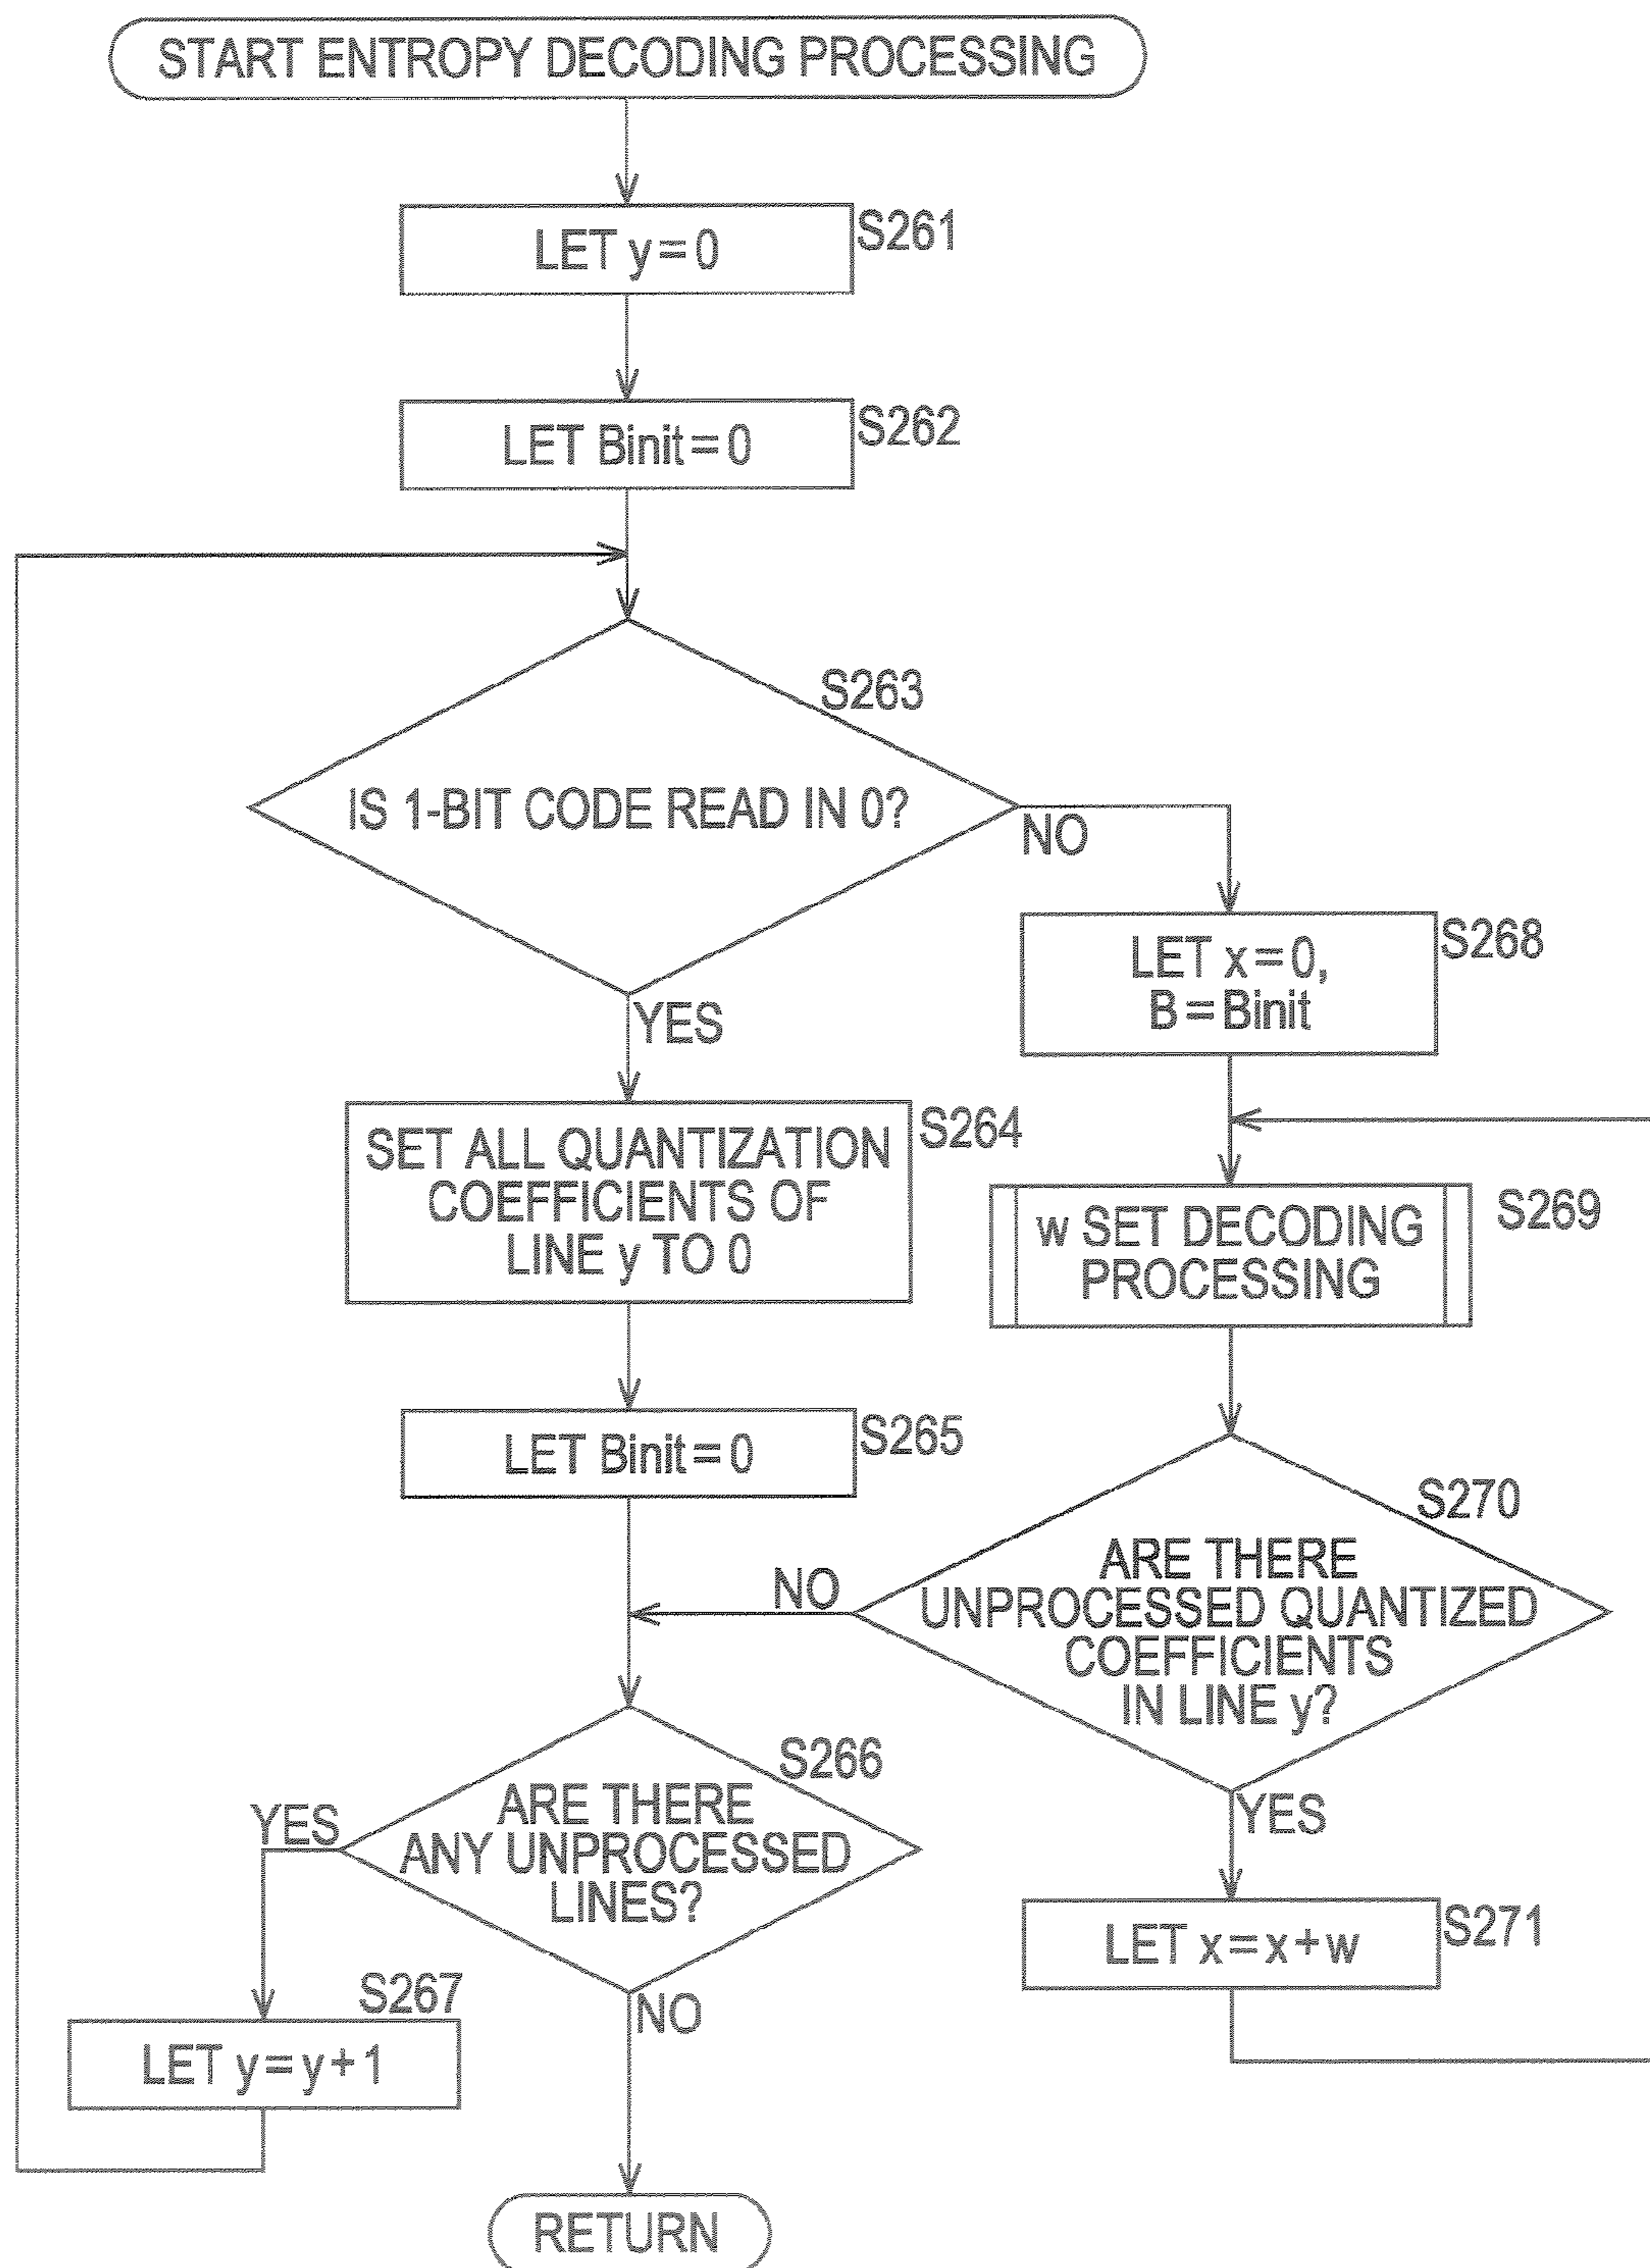 START ENTROPY DECODING PROCESSING
LET y=0
S261
LET Binit=0
S262
S263
IS 1-BIT CODE READ IN 0?
NO
YES
LET x=0,
B=Binit
S268
SET ALL QUANTIZATION
COEFFICIENTS OF
LINE y TO 0
S264
w SET DECODING
PROCESSING
S269
LET Binit=0
S265
S270
ARE THERE
UNPROCESSED QUANTIZED
COEFFICIENTS
IN LINE y?
NO
YES
S266
ARE THERE
ANY UNPROCESSED
LINES?
YES
NO
LET x=x+w
S271
S267
LET y=y+1
RETURN